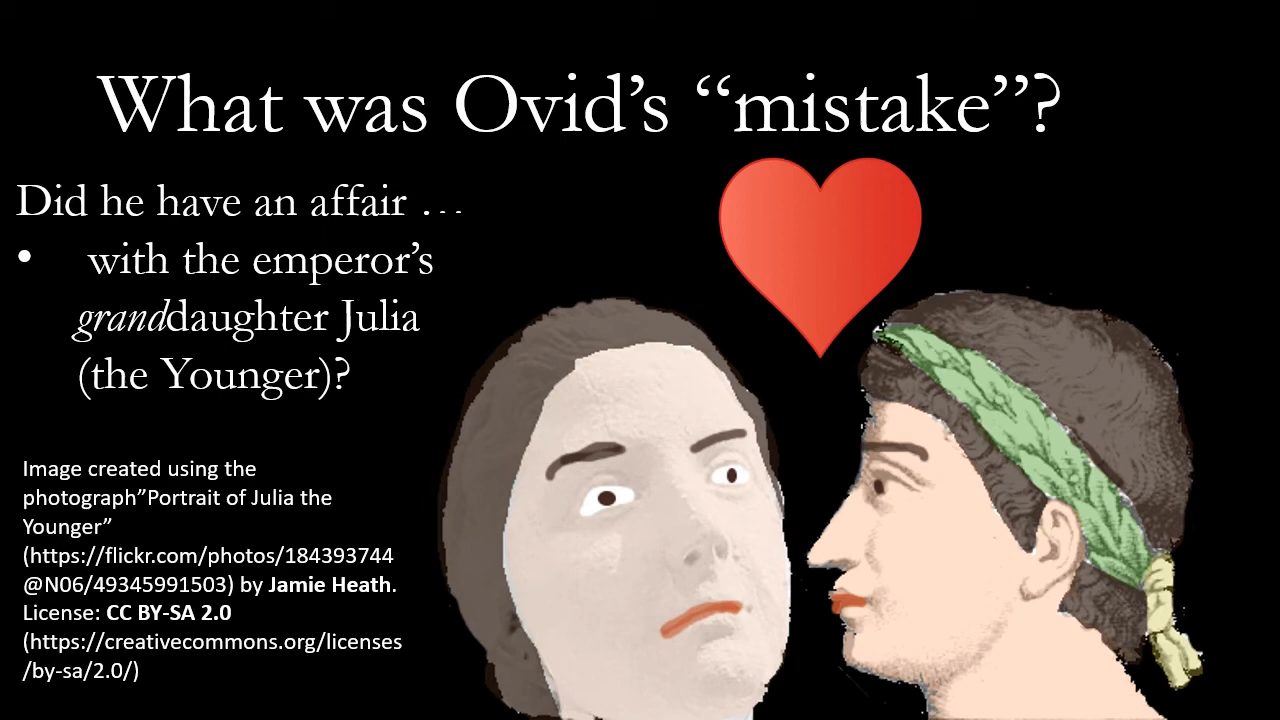 What was Ovid’s “mistake”?
Did he have an affair …
• with the emperor’s
granddaughter Julia
(the Younger)?
Image created using the
photograph”Portrait of Julia the
Younger”
(https://flickr.com/photos/184393744
@N06/49345991503) by Jamie Heath.
License: CC BY-SA 2.0
(https://creativecommons.org/licenses
/by-sa/2.0/)